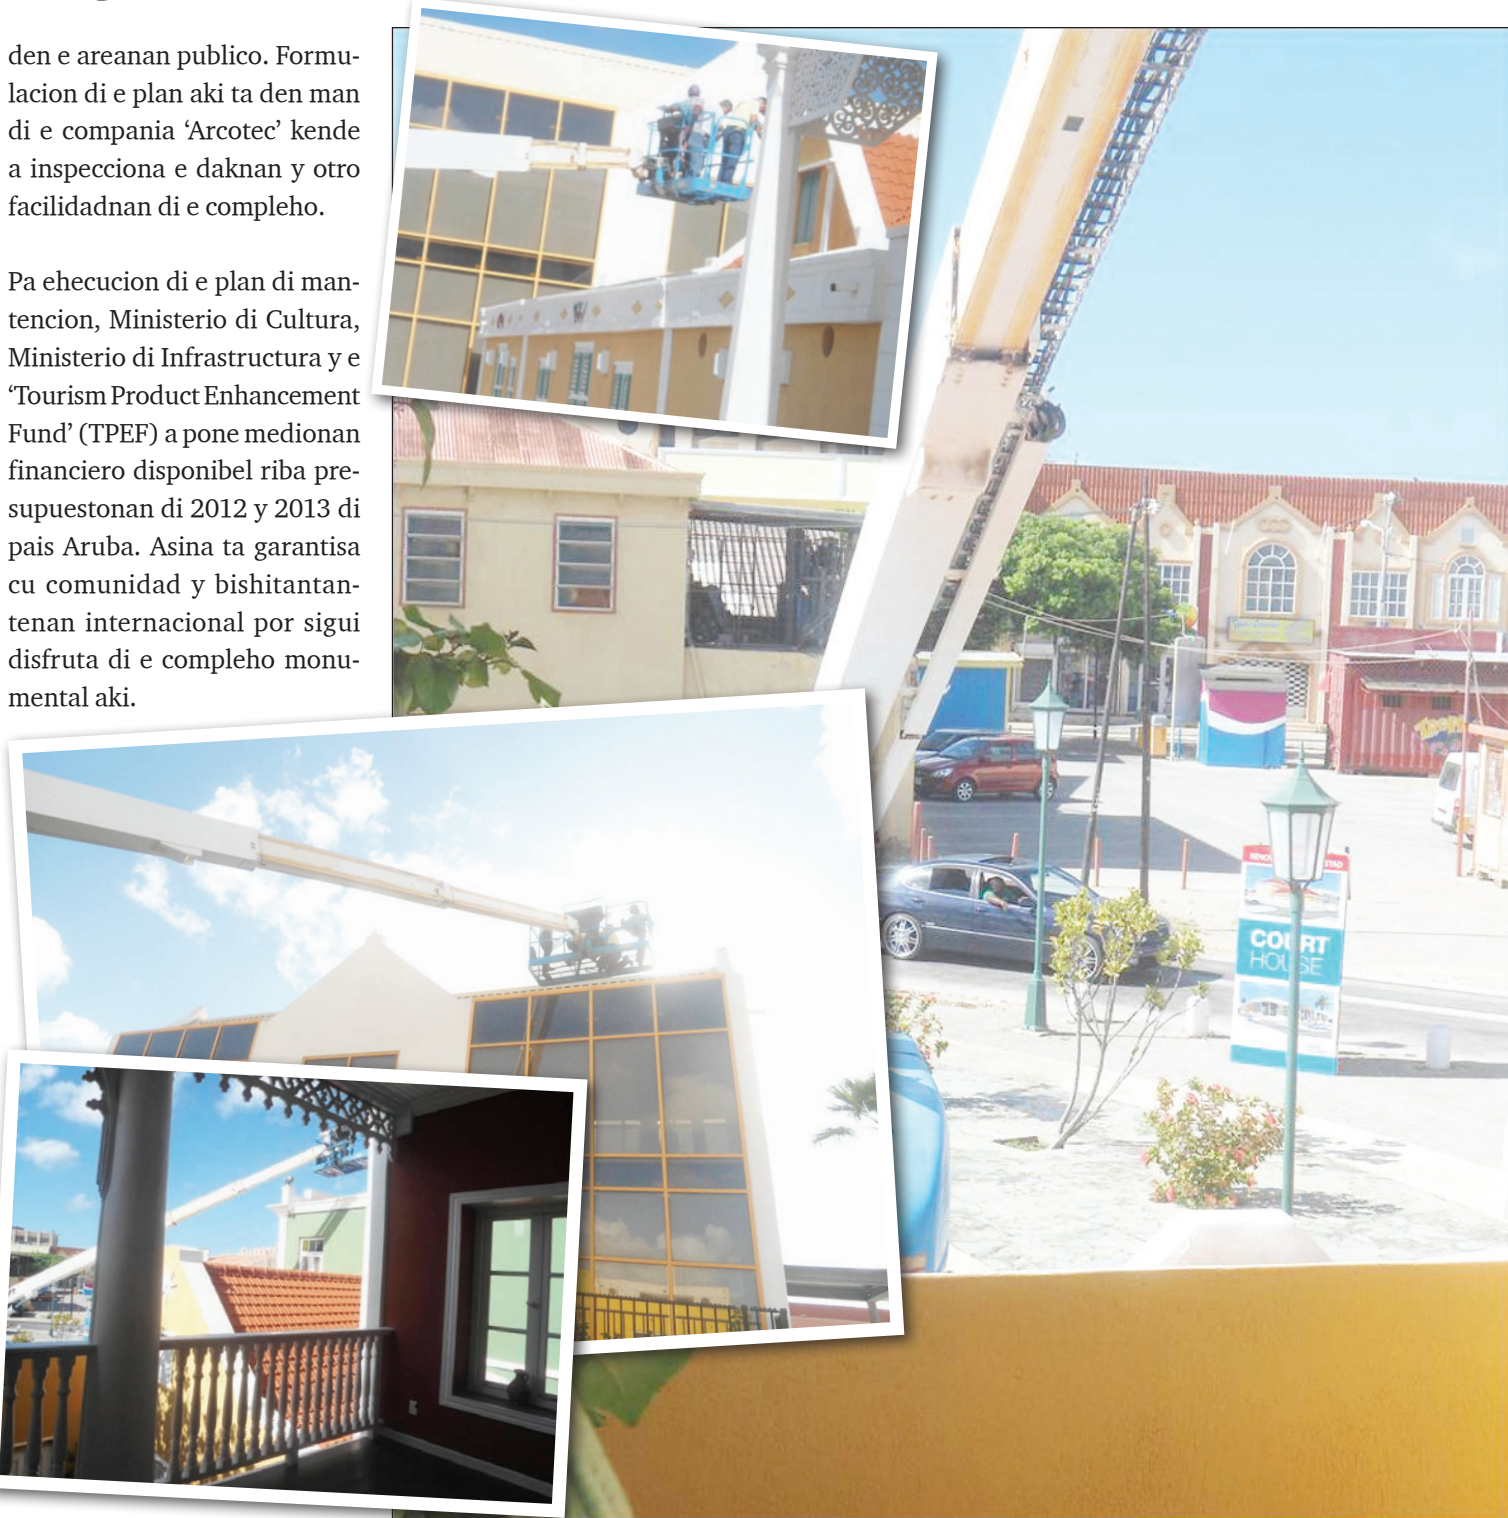 den e areanan publico. Formu-
lacion di e plan aki ta den man
di e compania ‘Arcotec’ kende
a inspecciona e daknan y otro
facilidadnan di e compleho.

Pa ehecucion di e plan di man-
tencion, Ministerio di Cultura,
Ministerio di Infrastructura y e
‘Tourism Product Enhancement
Fund’ (TPEF) a pone medionan
financiero disponibel riba pre-
supuestonan di 2012 y 2013 di
pais Aruba. Asina ta garantisa
cu comunidad y bishitantan-
tenan internacional por sigui
disfruta di e compleho monu-
mental aki.
COURT
HOUSE